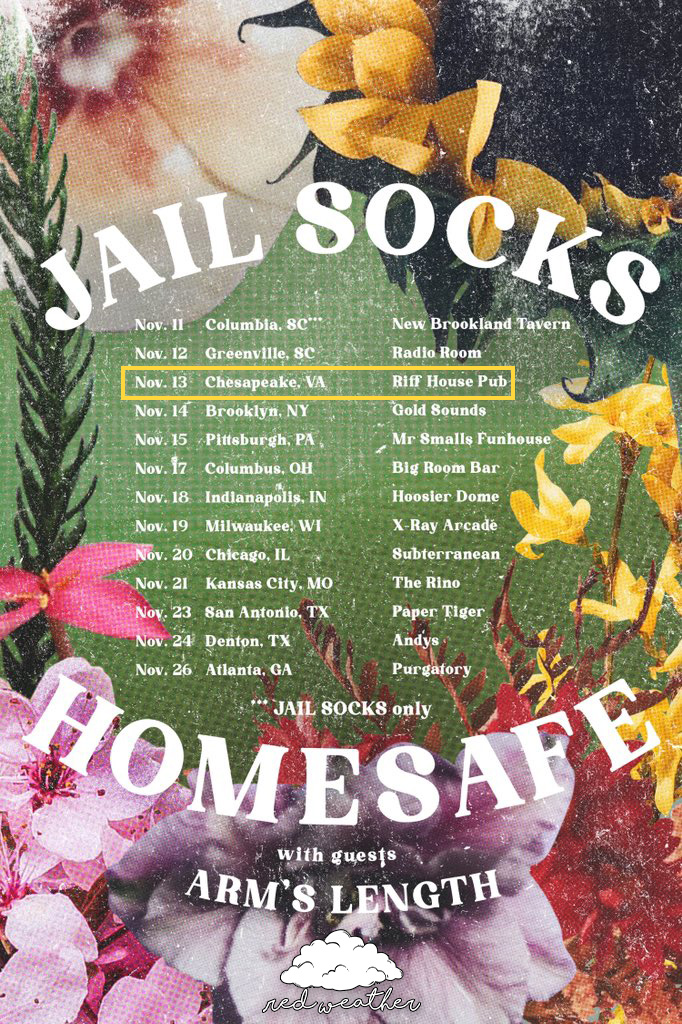 JAIL SOCKS
Nov. 11 Columbia, SC*** New Brookland Tavern
Nov. 12 Greenville, SC Radio Room
Nov. 13 Chesapeake, VA Riff House Pub
Nov. 14 Brooklyn, NY Gold Sounds
Nov. 15 Pittsburgh, PA Mr Smalls Funhouse
Nov. 17 Columbus, OH Big Room Bar
Nov. 18 Indianapolis, IN Hoosier Dome
Nov. 19 Milwaukee, WI X-Ray Arcade
Nov. 20 Chicago, IL Subterranean
Nov. 21 Kansas City, MO The Rino
Nov. 23 San Antonio, TX Paper Tiger
Nov. 24 Denton, TX Andys
Nov. 26 Atlanta, GA Purgatory
*** JAIL SOCKS only
HOMESAFE
with guests
ARM'S LENGTH
red weather